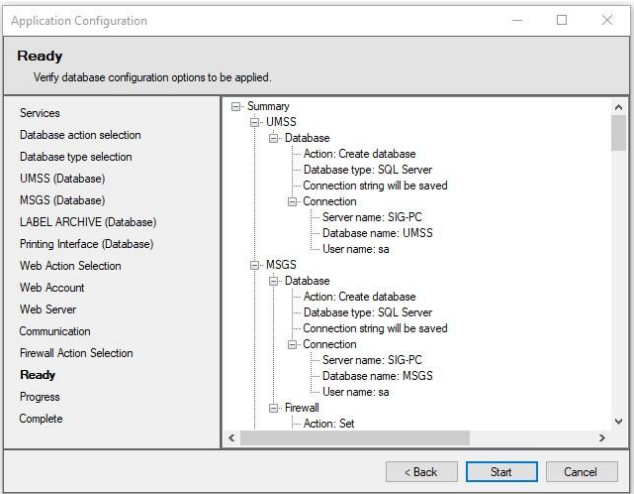 Application Configuration
Ready
Verify database configuration options to be applied.
Services
Database action selection
Database type selection
UMSS (Database)
MSGS (Database)
LABEL ARCHIVE (Database)
Printing Interface (Database)
Web Action Selection
Web Account
Web Server
Communication
Firewall Action Selection
Ready
Progress
Complete
Summary
UMSS
Database
Action: Create database
Database type: SQL Server
Connection string will be saved
Connection
Server name: SIG-PC
Database name: UMSS
User name: sa
MSGS
Database
Action: Create database
Database type: SQL Server
Connection string will be saved
Connection
Server name: SIG-PC
Database name: MSGS
User name: sa
Firewall
Action: Set
< Back
Start
Cancel